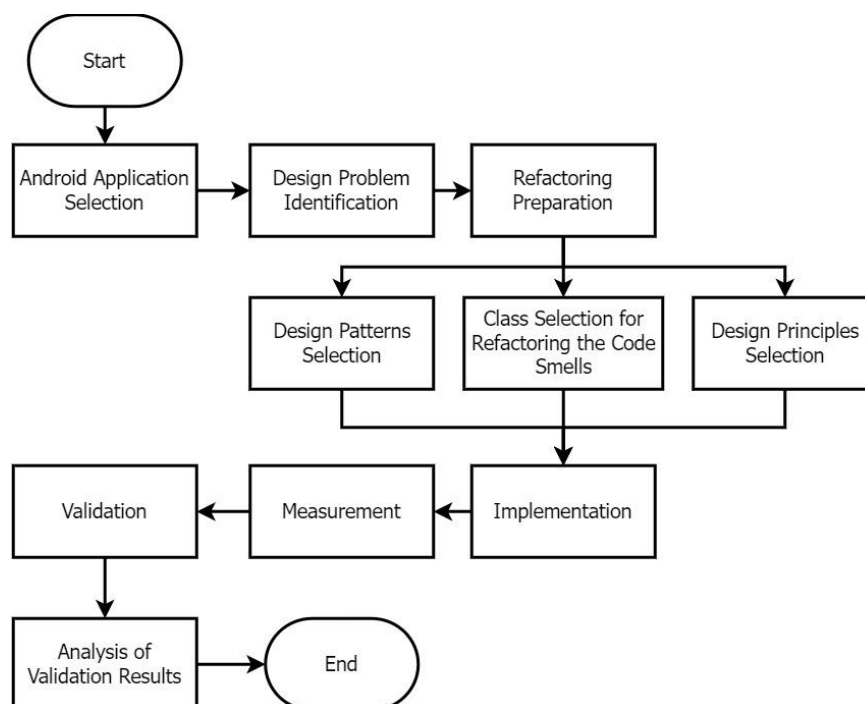 Start
Android Application
Selection
Design Problem
Identification
Refactoring
Preparation
Design Patterns
Selection
Class Selection for
Refactoring the Code
Smells
Design Principles
Selection
Validation
Measurement
Implementation
Analysis of
Validation Results
End